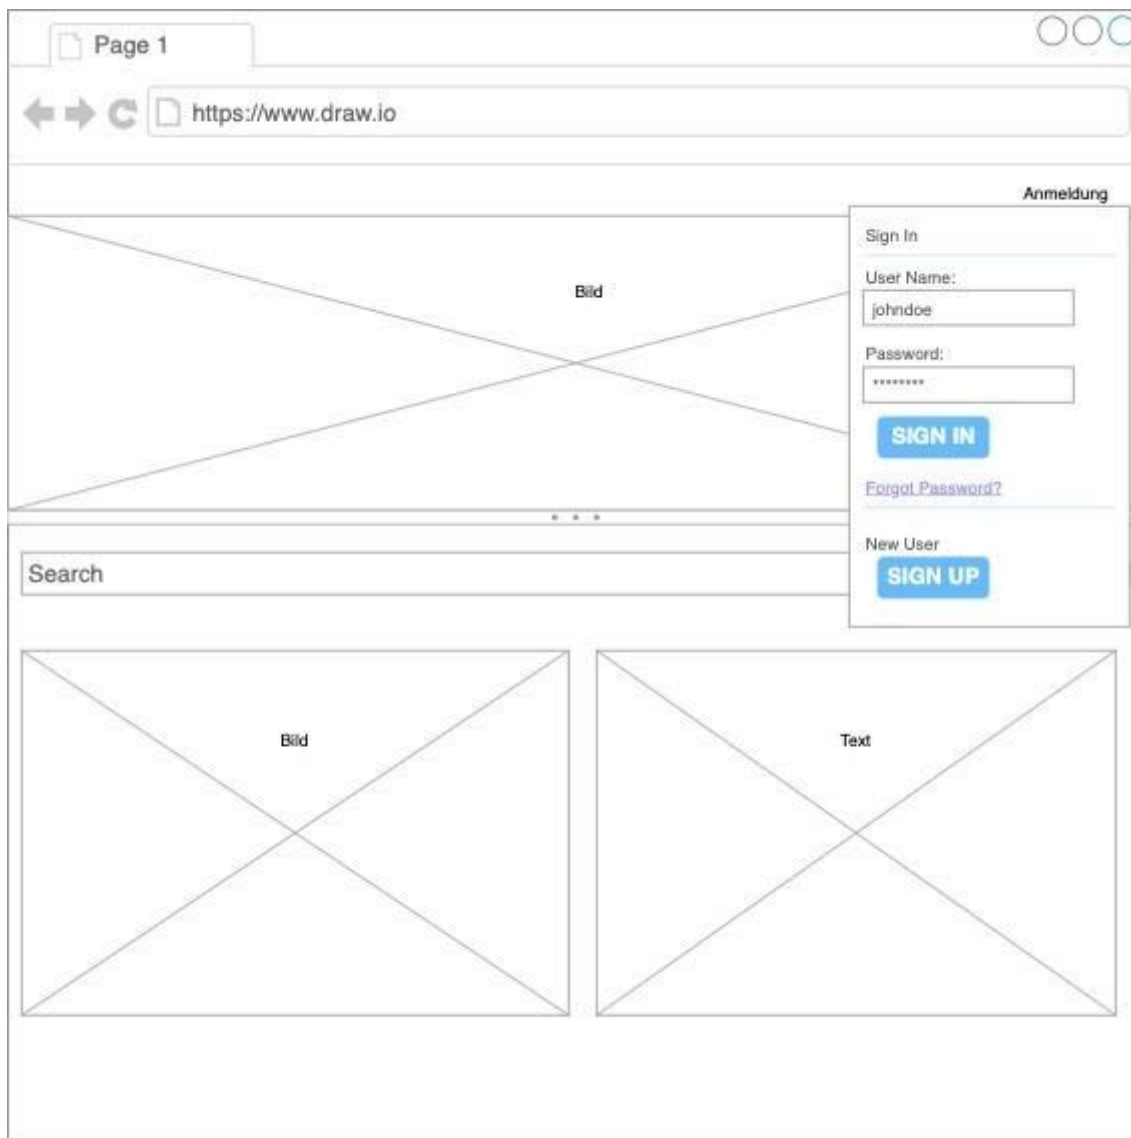 Page 1
https://www.draw.io
Anmeldung
Sign In
User Name:
johndoe
Password:
********
SIGN IN
Forgot Password?
New User
SIGN UP
Bild
Search
Bild
Text